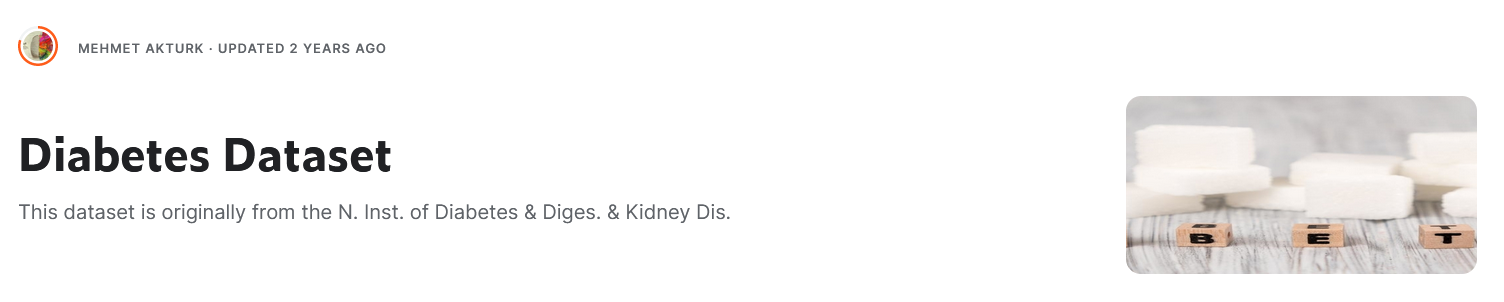 MEHMET AKTURK · UPDATED 2 YEARS AGO
Diabetes Dataset
This dataset is originally from the N. Inst. of Diabetes & Diges. & Kidney Dis.
B E T